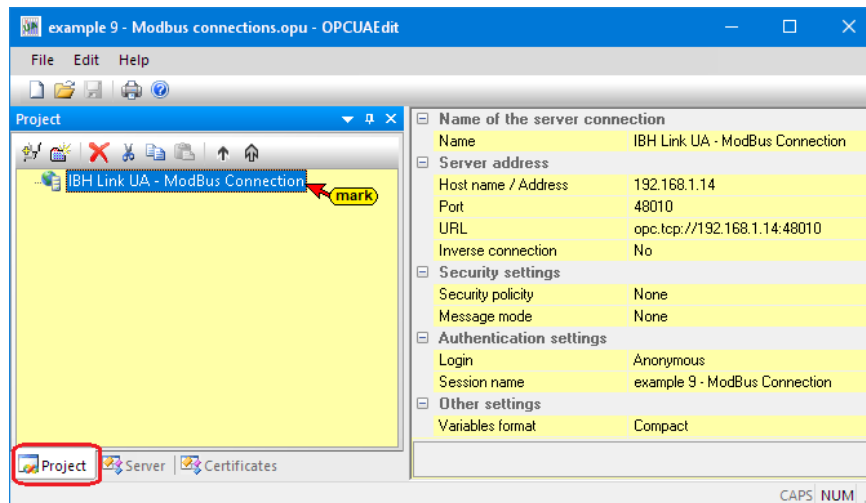 example 9 - Modbus connections.opu - OPCUAEdit
File Edit Help
Project
IBH Link UA - ModBus Connection
mark
Name of the server connection
Name IBH Link UA - ModBus Connection
Server address
Host name / Address 192.168.1.14
Port 48010
URL opc.tcp://192.168.1.14:48010
Inverse connection No
Security settings
Security policity None
Message mode None
Authentication settings
Login Anonymous
Session name example 9 - ModBus Connection
Other settings
Variables format Compact
Project Server Certificates
CAPS NUM